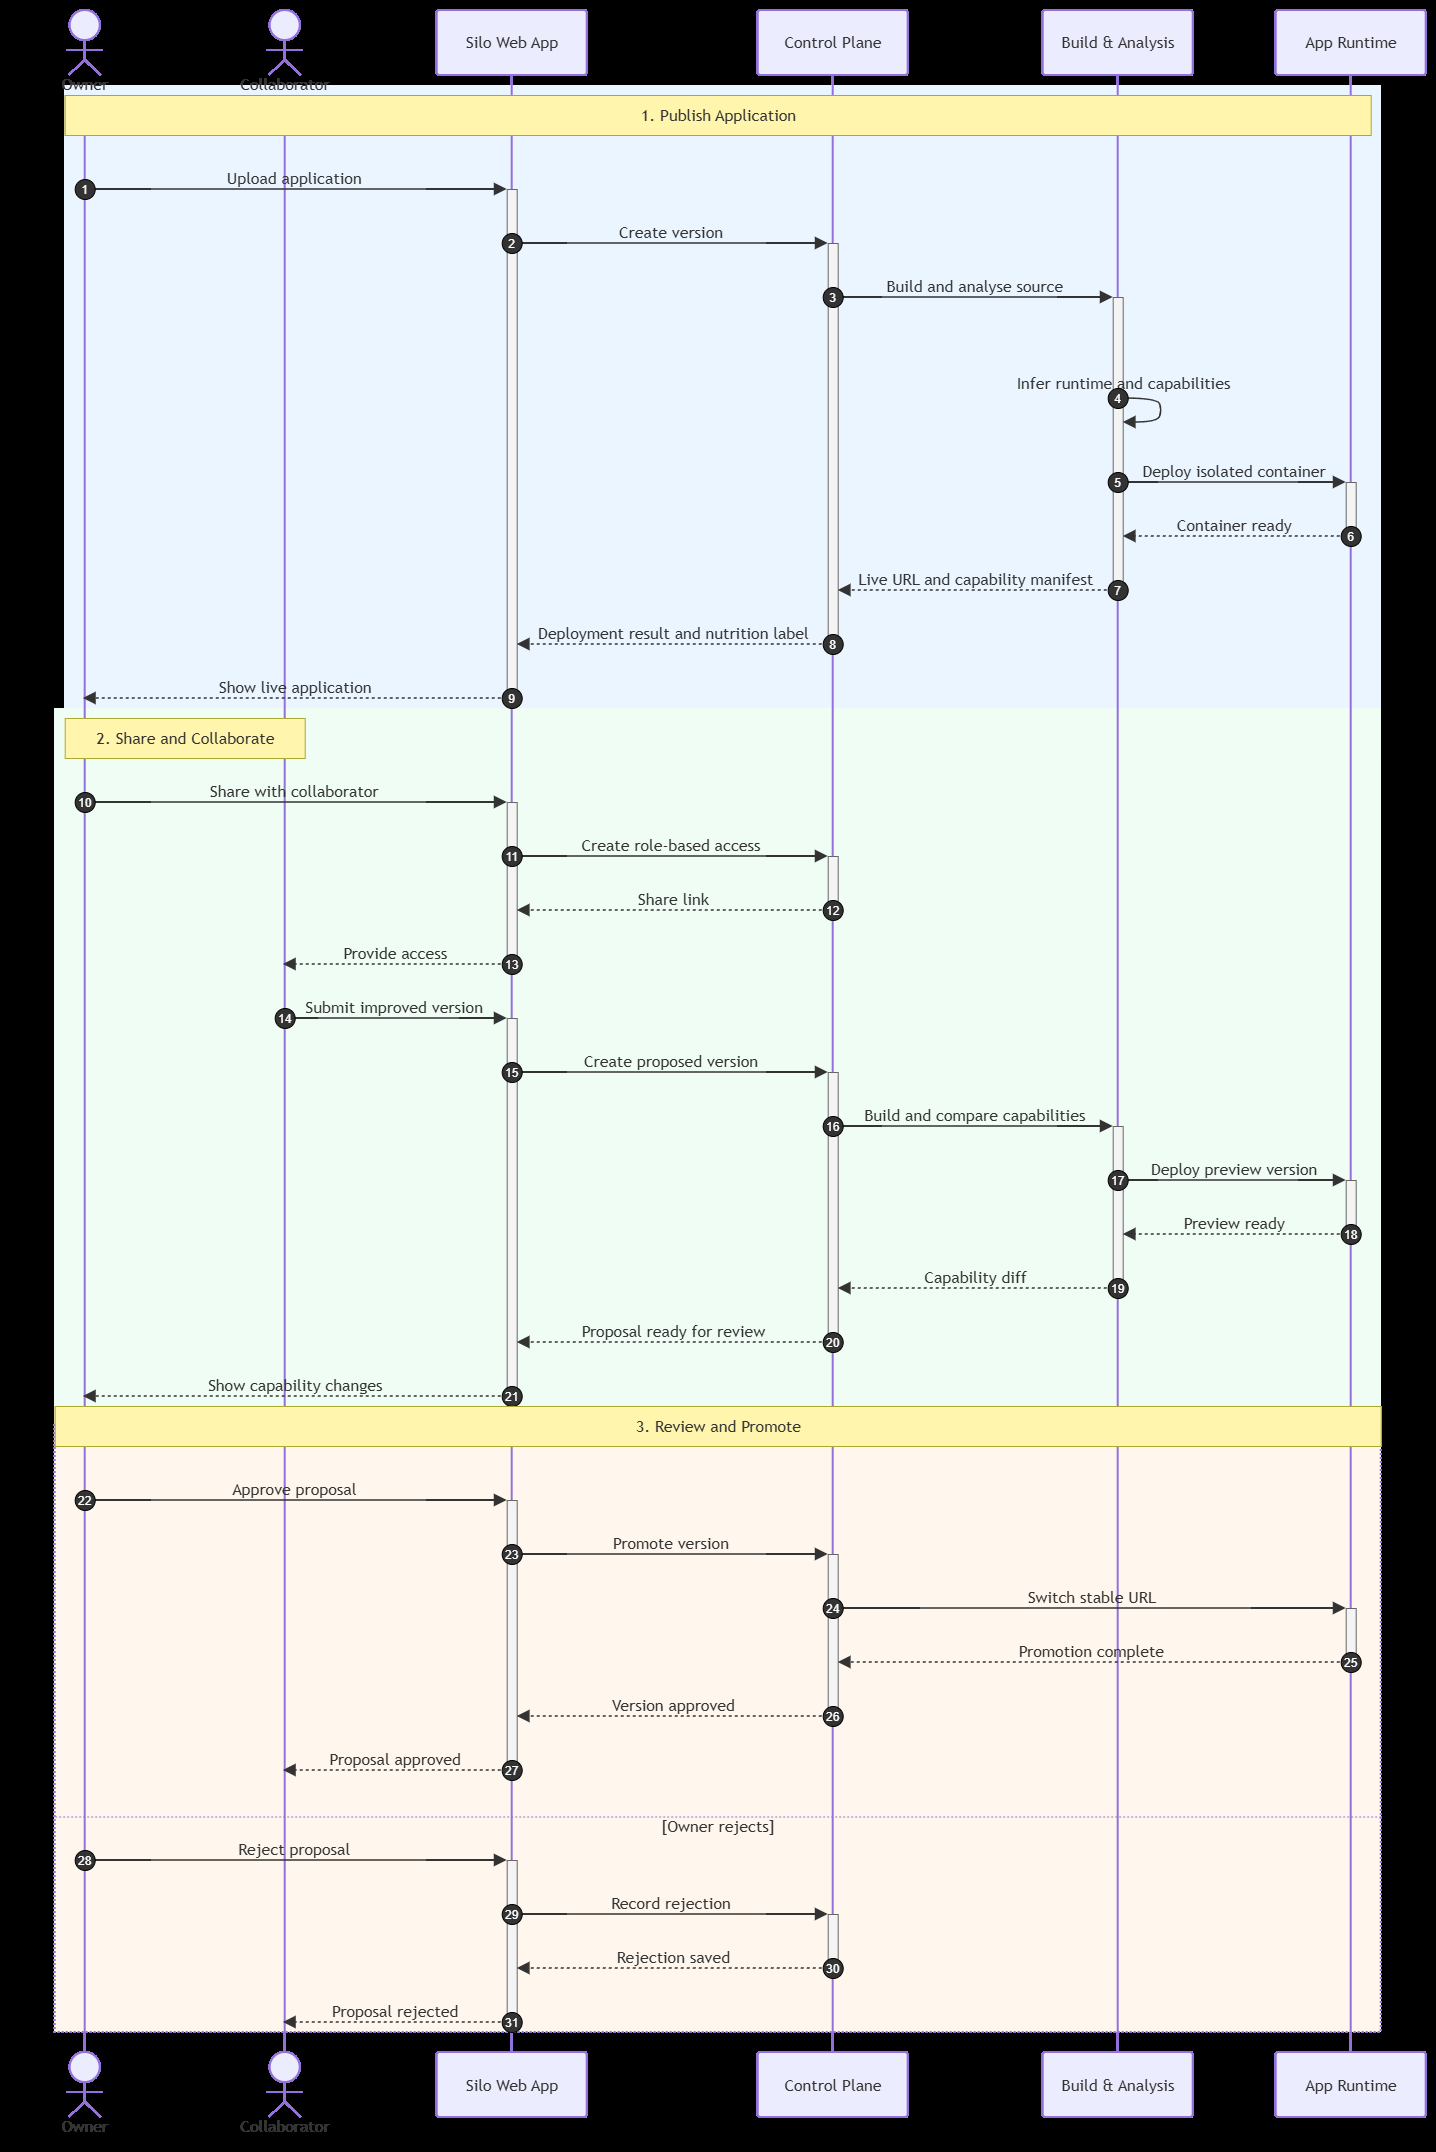 Owner
Collaborator
Silo Web App
Control Plane
Build & Analysis
App Runtime
1. Publish Application
1
Upload application
2
Create version
3
Build and analyse source
Infer runtime and capabilities
4
5
Deploy isolated container
Container ready
6
Live URL and capability manifest
7
Deployment result and nutrition label
8
Show live application
9
2. Share and Collaborate
10
Share with collaborator
11
Create role-based access
Share link
12
Provide access
13
14
Submit improved version
15
Create proposed version
16
Build and compare capabilities
17
Deploy preview version
Preview ready
18
Capability diff
19
Proposal ready for review
20
Show capability changes
21
3. Review and Promote
22
Approve proposal
23
Promote version
24
Switch stable URL
Promotion complete
25
Version approved
26
Proposal approved
27
[Owner rejects]
28
Reject proposal
29
Record rejection
Rejection saved
30
Proposal rejected
31
Owner
Collaborator
Silo Web App
Control Plane
Build & Analysis
App Runtime